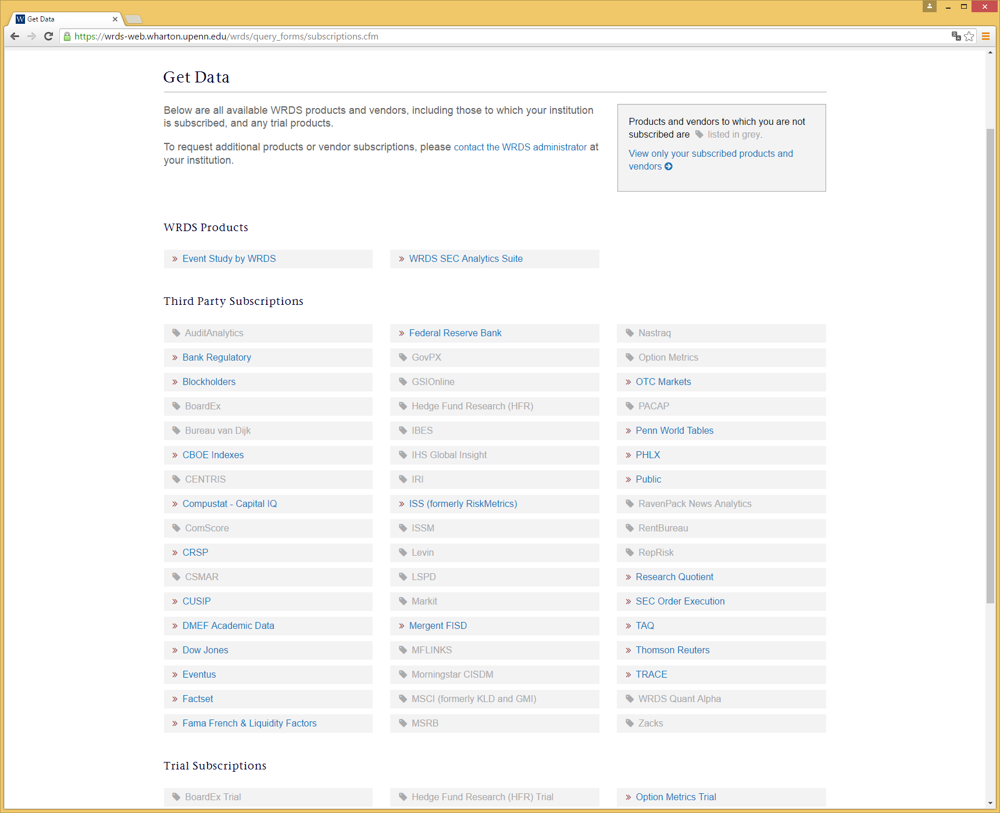 W Get Data
https://wrds-web.wharton.upenn.edu/wrds/query_forms/subscriptions.cfm
Get Data
Below are all available WRDS products and vendors, including those to which your institution
is subscribed, and any trial products.
To request additional products or vendor subscriptions, please contact the WRDS administrator at
your institution.
Products and vendors to which you are not
subscribed are listed in grey.
View only your subscribed products and
vendors
WRDS Products
» Event Study by WRDS
» WRDS SEC Analytics Suite
Third Party Subscriptions
AuditAnalytics
» Bank Regulatory
» Blockholders
BoardEx
Bureau van Dijk
» CBOE Indexes
CENTRIS
» Compustat - Capital IQ
ComScore
» CRSP
CSMAR
» CUSIP
» DMEF Academic Data
» Dow Jones
» Eventus
» Factset
» Fama French & Liquidity Factors
» Federal Reserve Bank
GovPX
GSIOnline
Hedge Fund Research (HFR)
IBES
IHS Global Insight
IRI
» ISS (formerly RiskMetrics)
ISSM
Levin
LSPD
Markit
» Mergent FISD
MFLINKS
Morningstar CISDM
MSCI (formerly KLD and GMI)
MSRB
Nastraq
Option Metrics
» OTC Markets
PACAP
» Penn World Tables
» PHLX
» Public
RavenPack News Analytics
RentBureau
RepRisk
» Research Quotient
» SEC Order Execution
» TAQ
» Thomson Reuters
» TRACE
WRDS Quant Alpha
Zacks
Trial Subscriptions
BoardEx Trial
Hedge Fund Research (HFR) Trial
» Option Metrics Trial